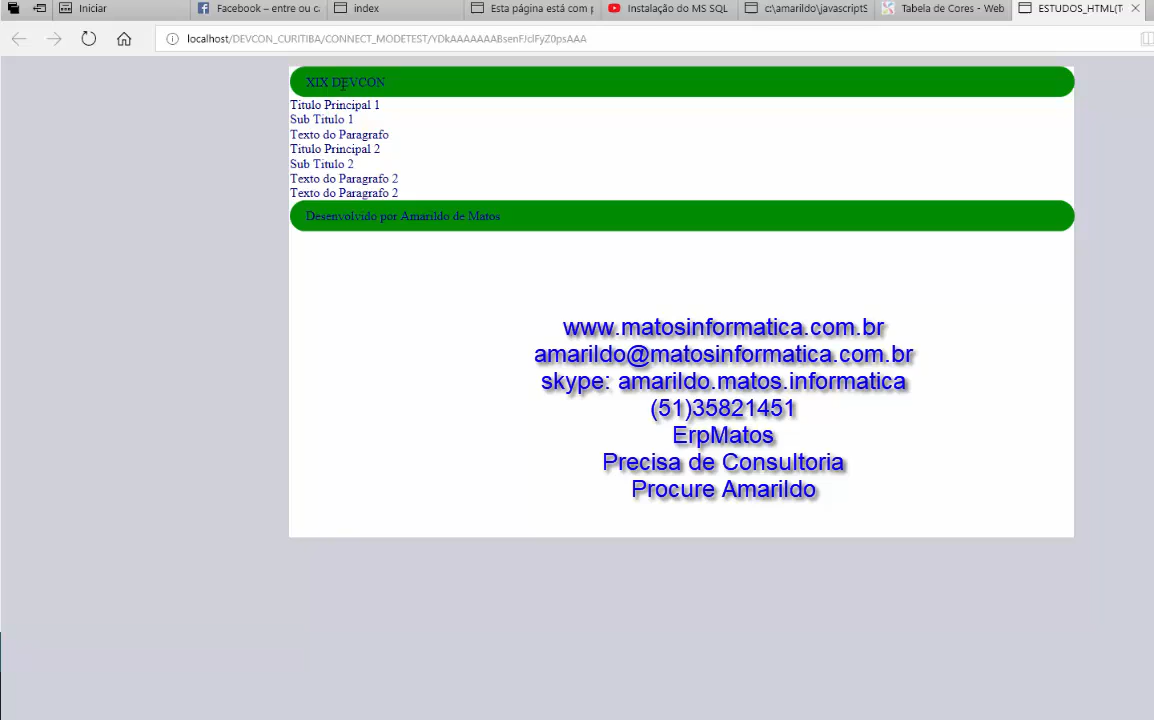 Iniciar
Facebook – entre ou c
index
Esta página está com p
Instalação do MS SQL
c:\amarildo\javascriptS
Tabela de Cores - Web
ESTUDOS_HTML(T
localhost/DEVCON_CURITIBA/CONNECT_MODETEST/YDkAAAAAAABsenFJclFyZ0psAAA
XIX DEVCON
Titulo Principal 1
Sub Titulo 1
Texto do Paragrafo
Titulo Principal 2
Sub Titulo 2
Texto do Paragrafo 2
Texto do Paragrafo 2
Desenvolvido por Amarildo de Matos
www.matosinformatica.com.br
amarildo@matosinformatica.com.br
skype: amarildo.matos.informatica
(51)35821451
ErpMatos
Precisa de Consultoria
Procure Amarildo